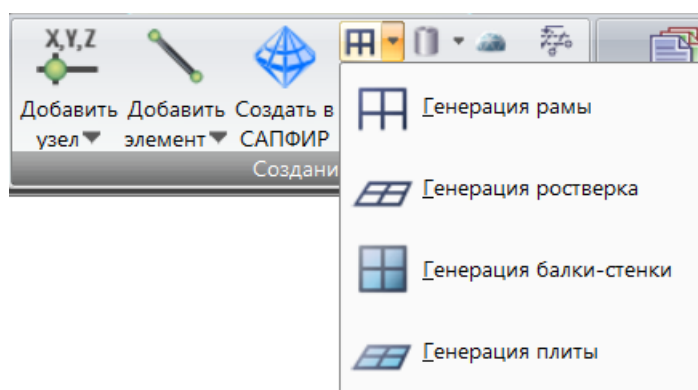 X,Y,Z
Добавить узел
Добавить элемент
Создать в САПФИР
Создани
Генерация рамы
Генерация ростверка
Генерация балки-стенки
Генерация плиты